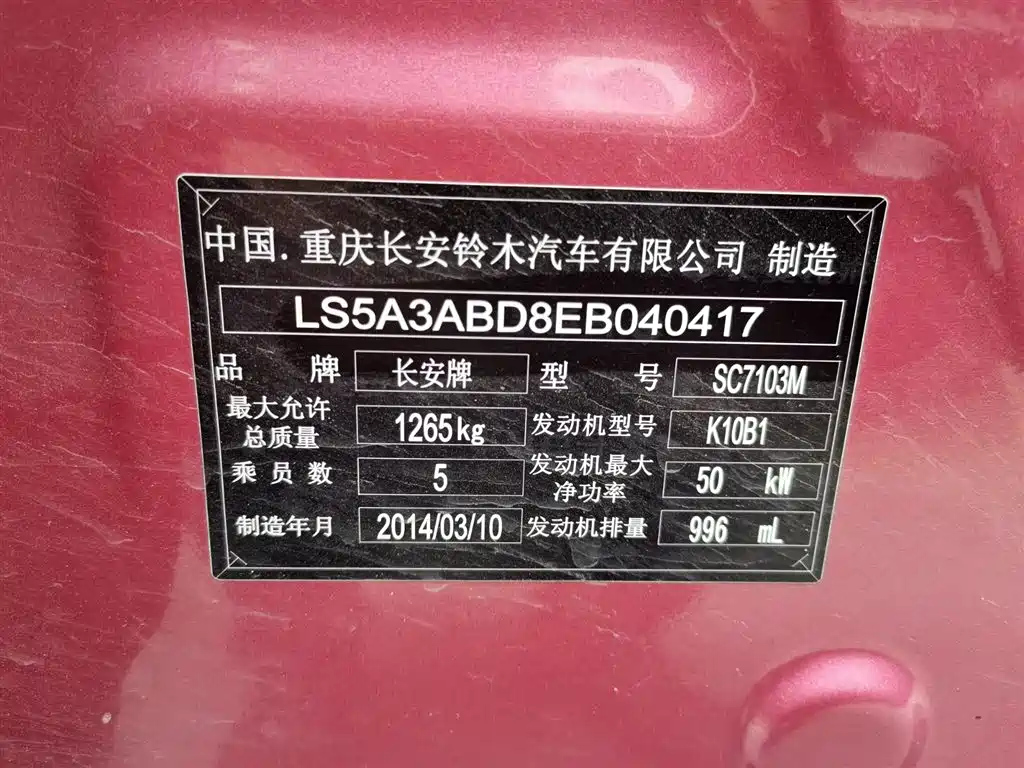 中国.重庆长安铃木汽车有限公司 制造
LS5A3ABD8EB040417
品 牌 长安牌 型 号 SC7103M
最大允许总质量 1265kg 发动机型号 K10B1
乘员数 5 发动机最大净功率 50 kW
制造年月 2014/03/10 发动机排量 996 mL